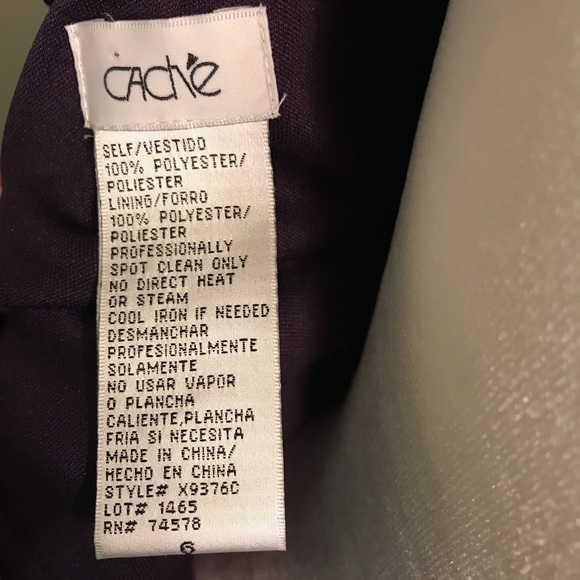 CACHE
SELF/VESTIDO
100% POLYESTER/
POLIESTER
LINING/FORRO
100% POLYESTER/
POLIESTER
PROFESSIONALLY
SPOT CLEAN ONLY
NO DIRECT HEAT
OR STEAM
COOL IRON IF NEEDED
DESMANCHAR
PROFESIONALMENTE
SOLAMENTE
NO USAR VAPOR
O PLANCHA
CALIENTE,PLANCHA
FRIA SI NECESITA
MADE IN CHINA/
HECHO EN CHINA
STYLE# X9376C
LOT# 1465
RN# 74578
6